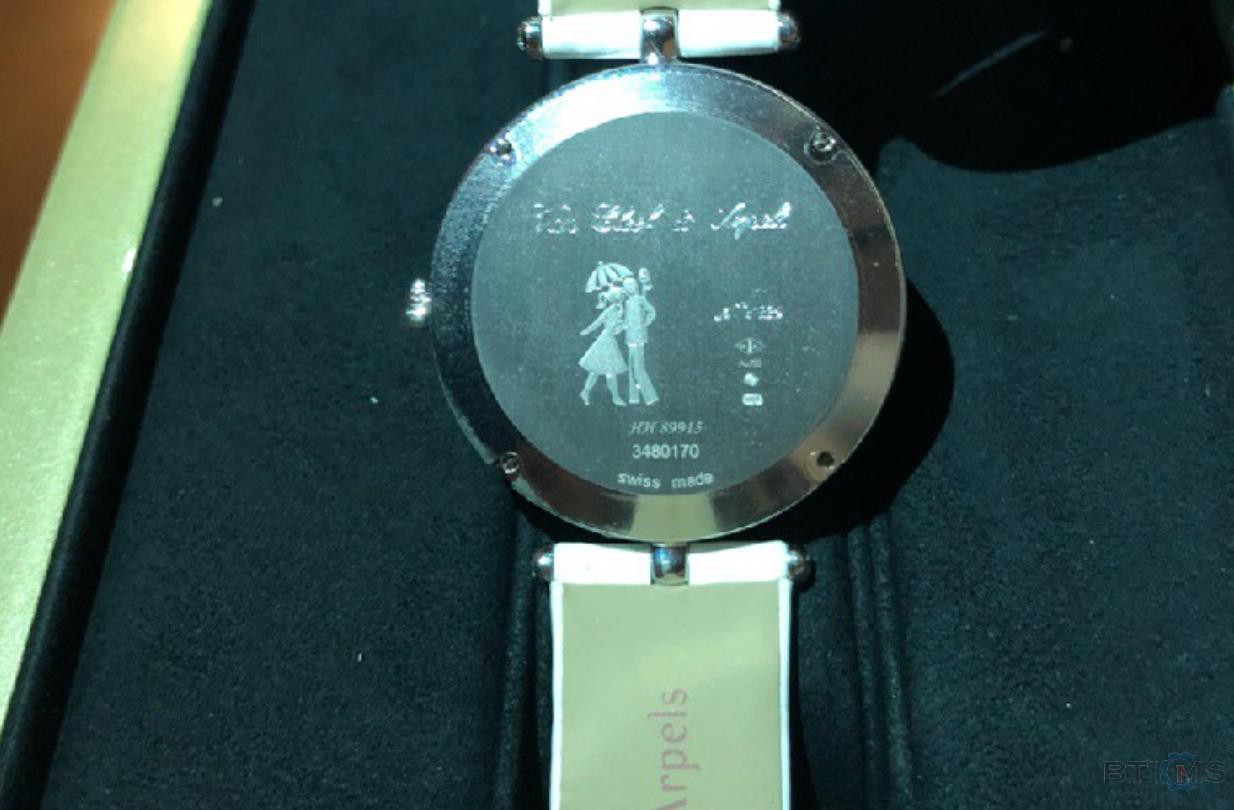 Van Cleef & Arpels
HH 89915
3480170
swiss made
Arpels
BTIMS